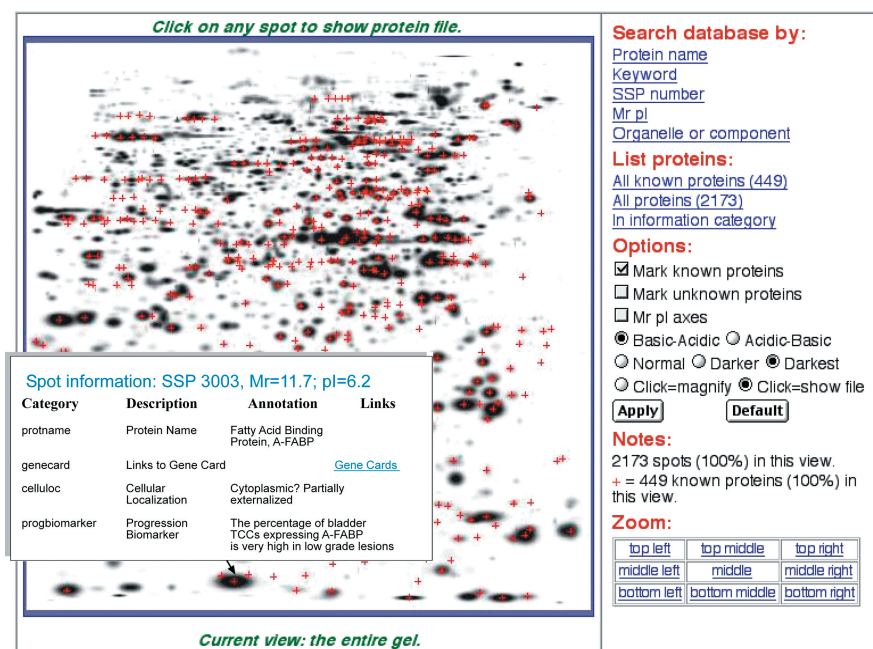 Click on any spot to show protein file.
Spot information: SSP 3003, Mr=11.7; pI=6.2
Category Description Annotation Links
protname Protein Name Fatty Acid Binding
Protein, A-FABP
genecard Links to Gene Card Gene Cards
celluloc Cellular Cytoplasmic? Partially
Localization externalized
progbiomarker Progression The percentage of bladder
Biomarker TCCs expressing A-FABP
is very high in low grade lesions
Current view: the entire gel.
Search database by:
Protein name
Keyword
SSP number
Mr pI
Organelle or component
List proteins:
All known proteins (449)
All proteins (2173)
In information category
Options:
Mark known proteins
Mark unknown proteins
Mr pI axes
Basic-Acidic Acidic-Basic
Normal Darker Darkest
Click=magnify Click=show file
Apply Default
Notes:
2173 spots (100%) in this view.
+ = 449 known proteins (100%) in
this view.
Zoom:
top left top middle top right
middle left middle middle right
bottom left bottom middle bottom right